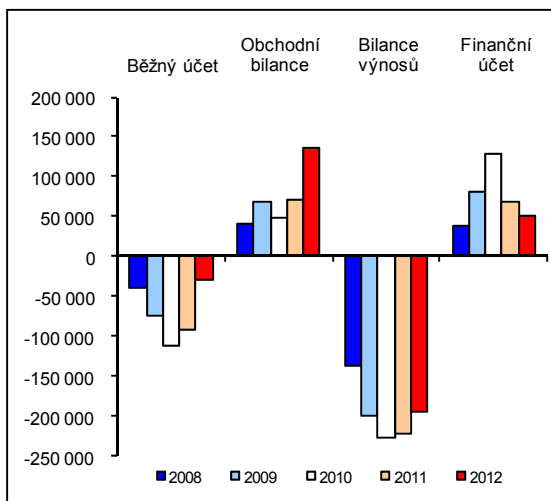 Běžný účet
Obchodní
bilance
Bilance
výnosů
Finanční
účet
200 000
150 000
100 000
50 000
0
-50 000
-100 000
-150 000
-200 000
-250 000
2008 2009 2010 2011 2012